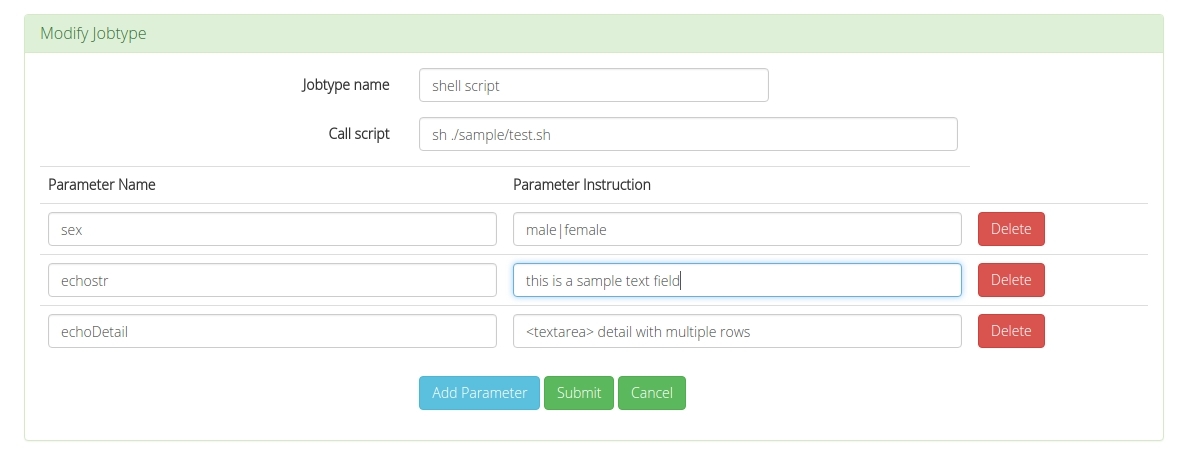 Modify Jobtype
Jobtype name shell script
Call script sh ./sample/test.sh
Parameter Name Parameter Instruction
sex male|female Delete
echostr this is a sample text field Delete
echoDetail <textarea> detail with multiple rows Delete
Add Parameter Submit Cancel